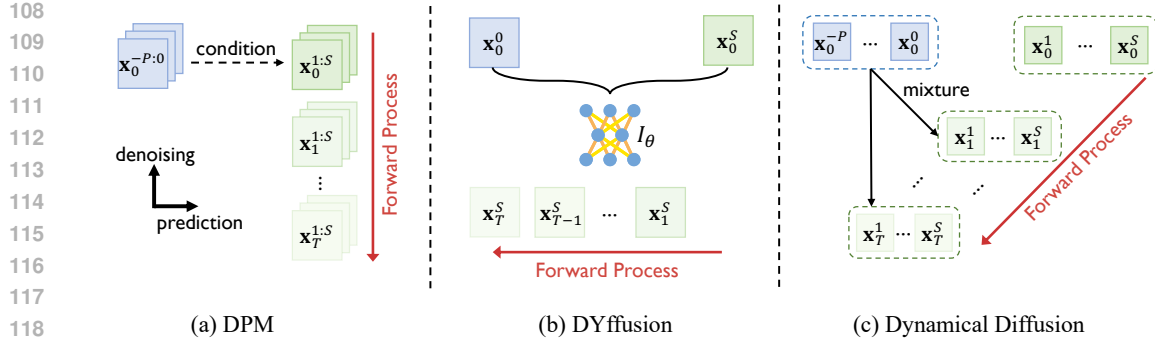 108
109
110
111
112
113
114
115
116
117
118
x_0^{-P:0}
condition
x_0^{1:S}
x_1^{1:S}
⋮
x_T^{1:S}
denoising
prediction
Forward Process
(a) DPM
x_0^0
x_0^S
I_θ
x_T^S x_{T-1}^S ... x_1^S
Forward Process
(b) DYffusion
x_0^{-P} ... x_0^0
x_0^1 ... x_0^S
mixture
x_1^1 ... x_1^S
... ...
x_T^1 ... x_T^S
Forward Process
(c) Dynamical Diffusion